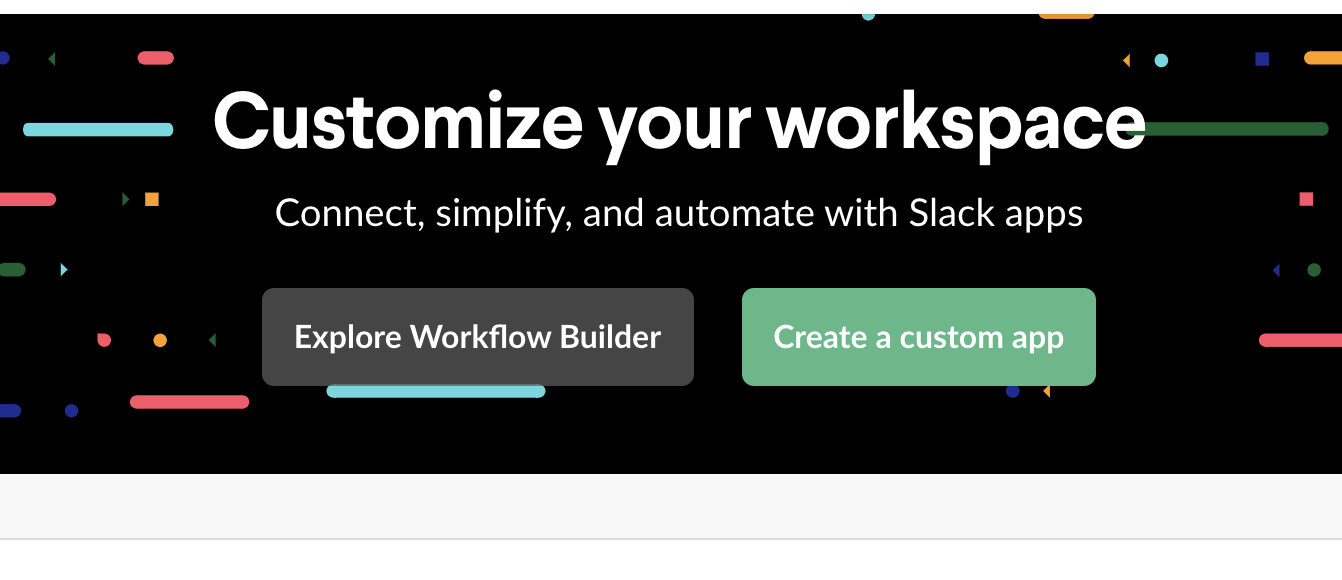 Customize your workspace
Connect, simplify, and automate with Slack apps
Explore Workflow Builder
Create a custom app